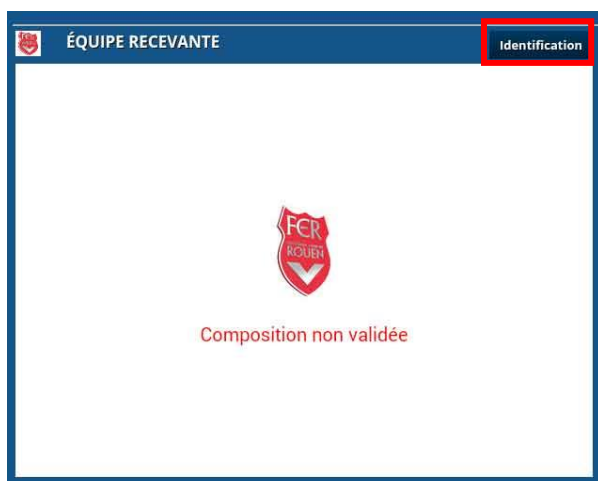 ÉQUIPE RECEVANTE
Identification
FCR
ROUEN
Composition non validée